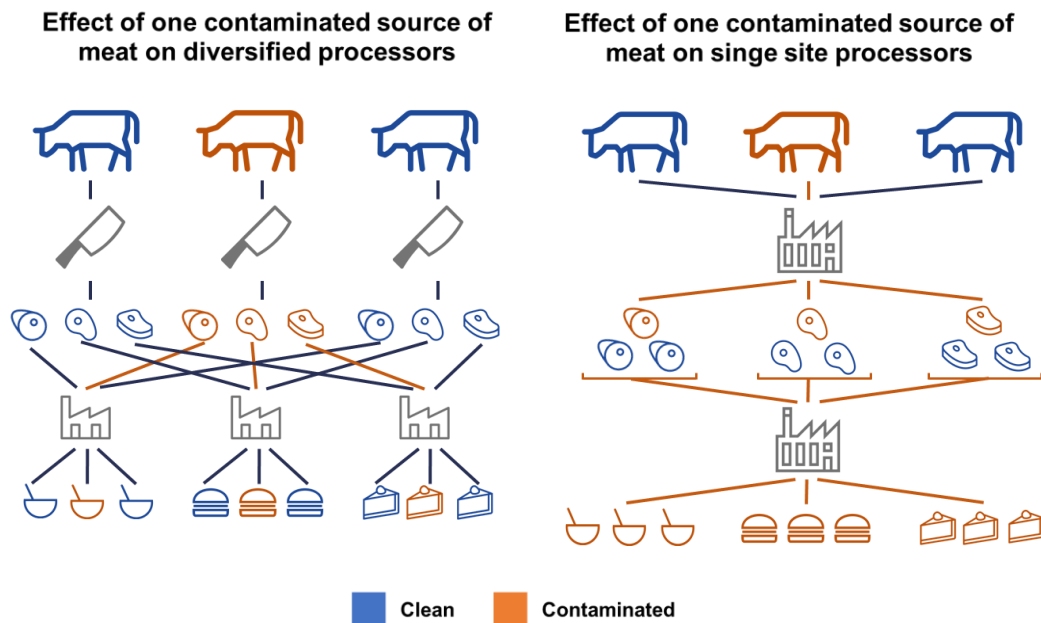 Effect of one contaminated source of
meat on diversified processors
Effect of one contaminated source of
meat on singe site processors
Clean
Contaminated